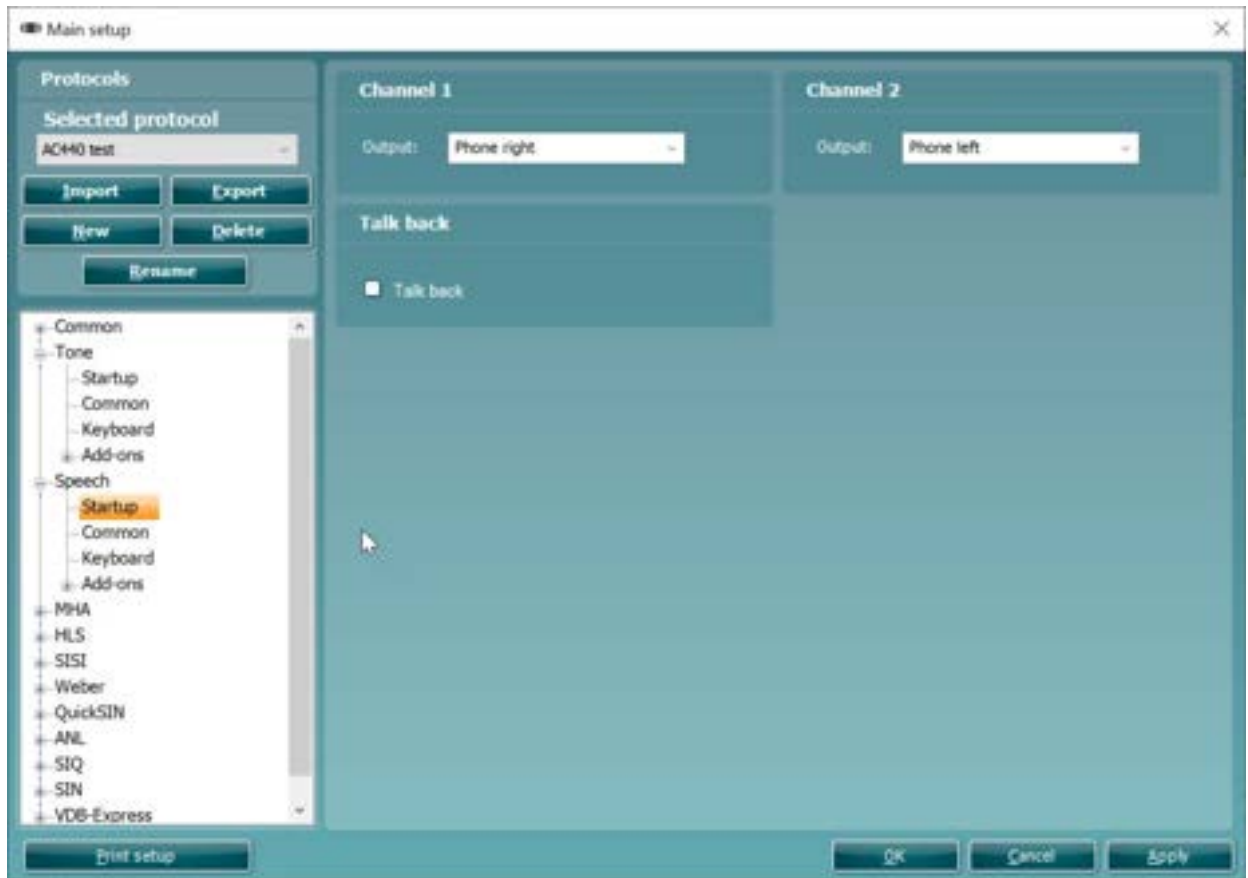 Main setup
Protocols
Selected protocol
AC440 test
Import
Export
New
Delete
Rename
Common
Tone
Startup
Common
Keyboard
Add-ons
Speech
Startup
Common
Keyboard
Add-ons
MHA
HLS
SISI
Weber
QuickSIN
ANL
SIQ
SIN
VDB-Express
Print setup
Channel 1
Output: Phone right
Channel 2
Output: Phone left
Talk back
Talk back
OK
Cancel
Apply